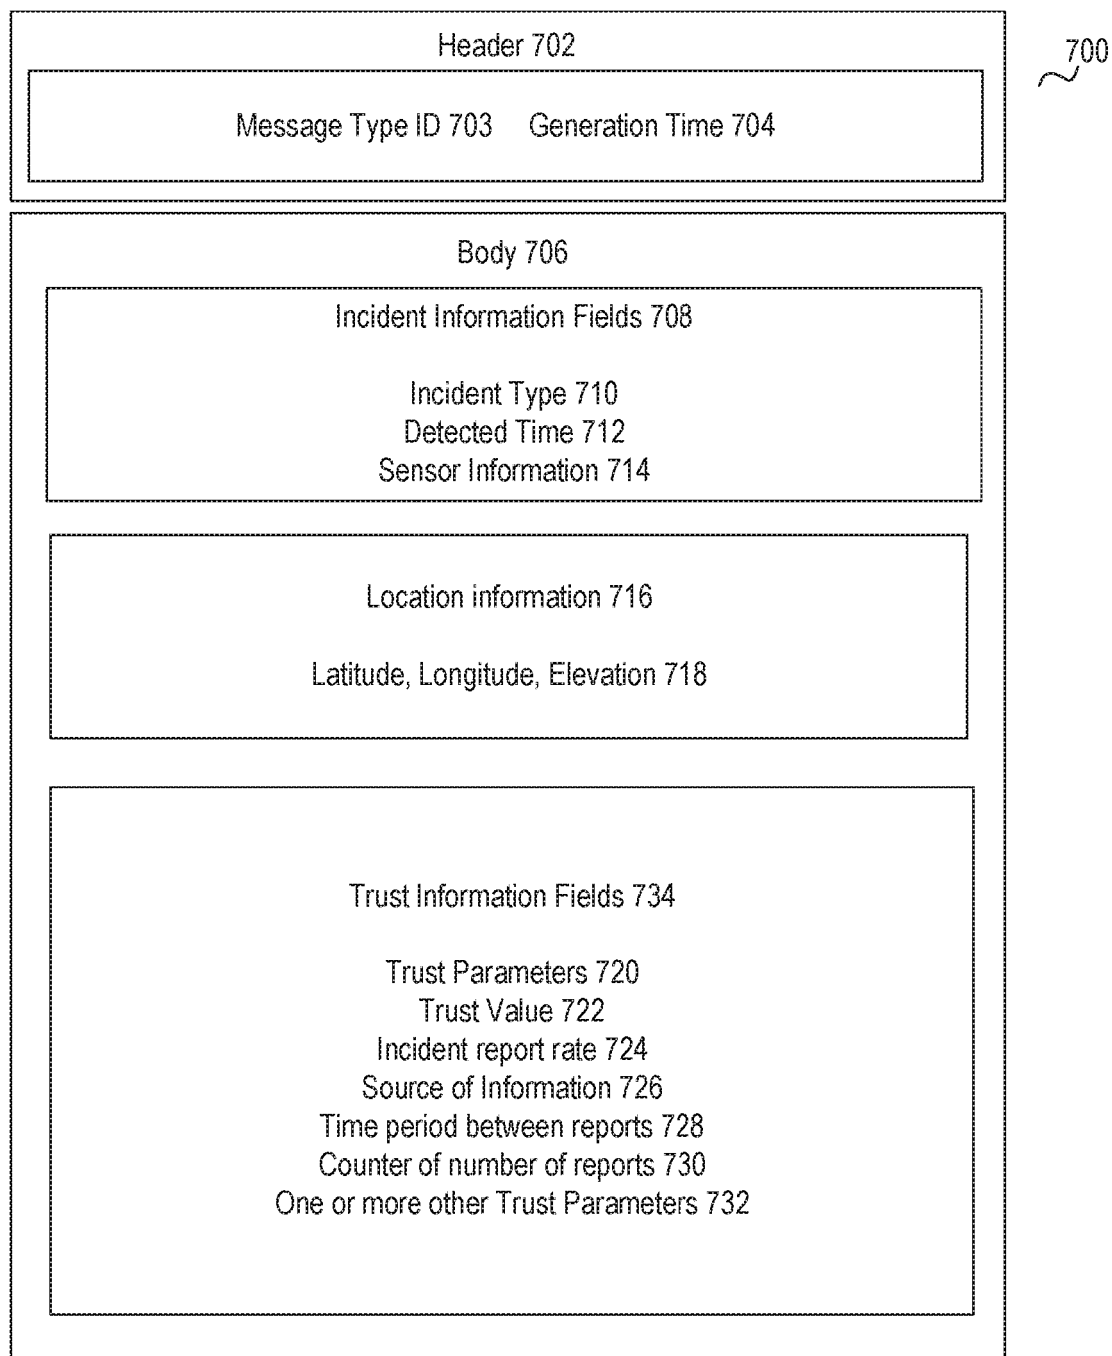 Header 702
700
Message Type ID 703 Generation Time 704
Body 706
Incident Information Fields 708
Incident Type 710
Detected Time 712
Sensor Information 714
Location information 716
Latitude, Longitude, Elevation 718
Trust Information Fields 734
Trust Parameters 720
Trust Value 722
Incident report rate 724
Source of Information 726
Time period between reports 728
Counter of number of reports 730
One or more other Trust Parameters 732